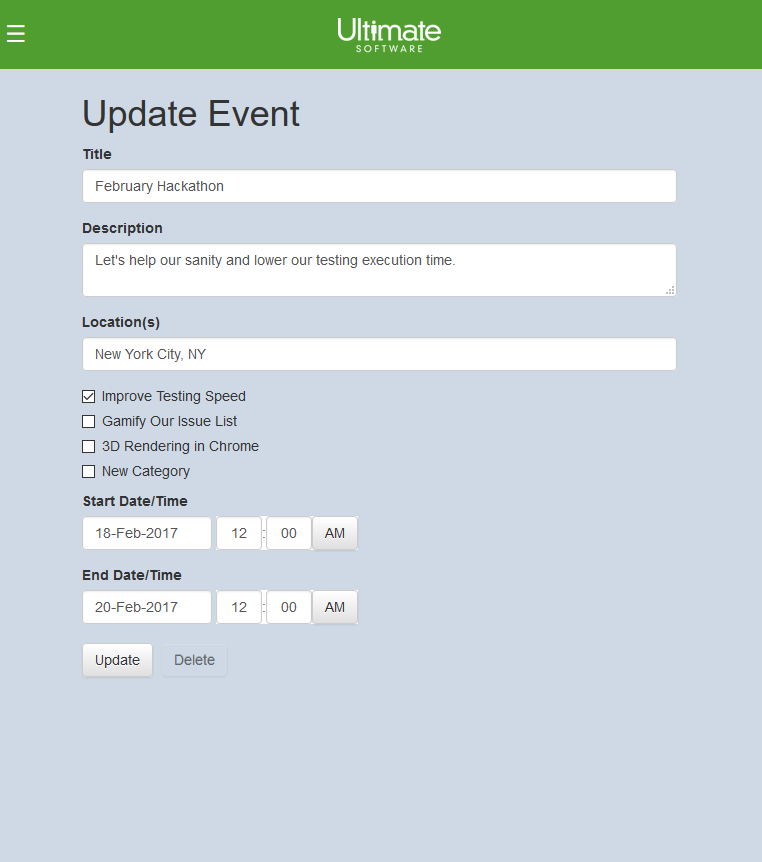 Ultimate
SOFTWARE
Update Event
Title
February Hackathon
Description
Let's help our sanity and lower our testing execution time.
Location(s)
New York City, NY
Improve Testing Speed
Gamify Our Issue List
3D Rendering in Chrome
New Category
Start Date/Time
18-Feb-2017 12 : 00 AM
End Date/Time
20-Feb-2017 12 : 00 AM
Update Delete